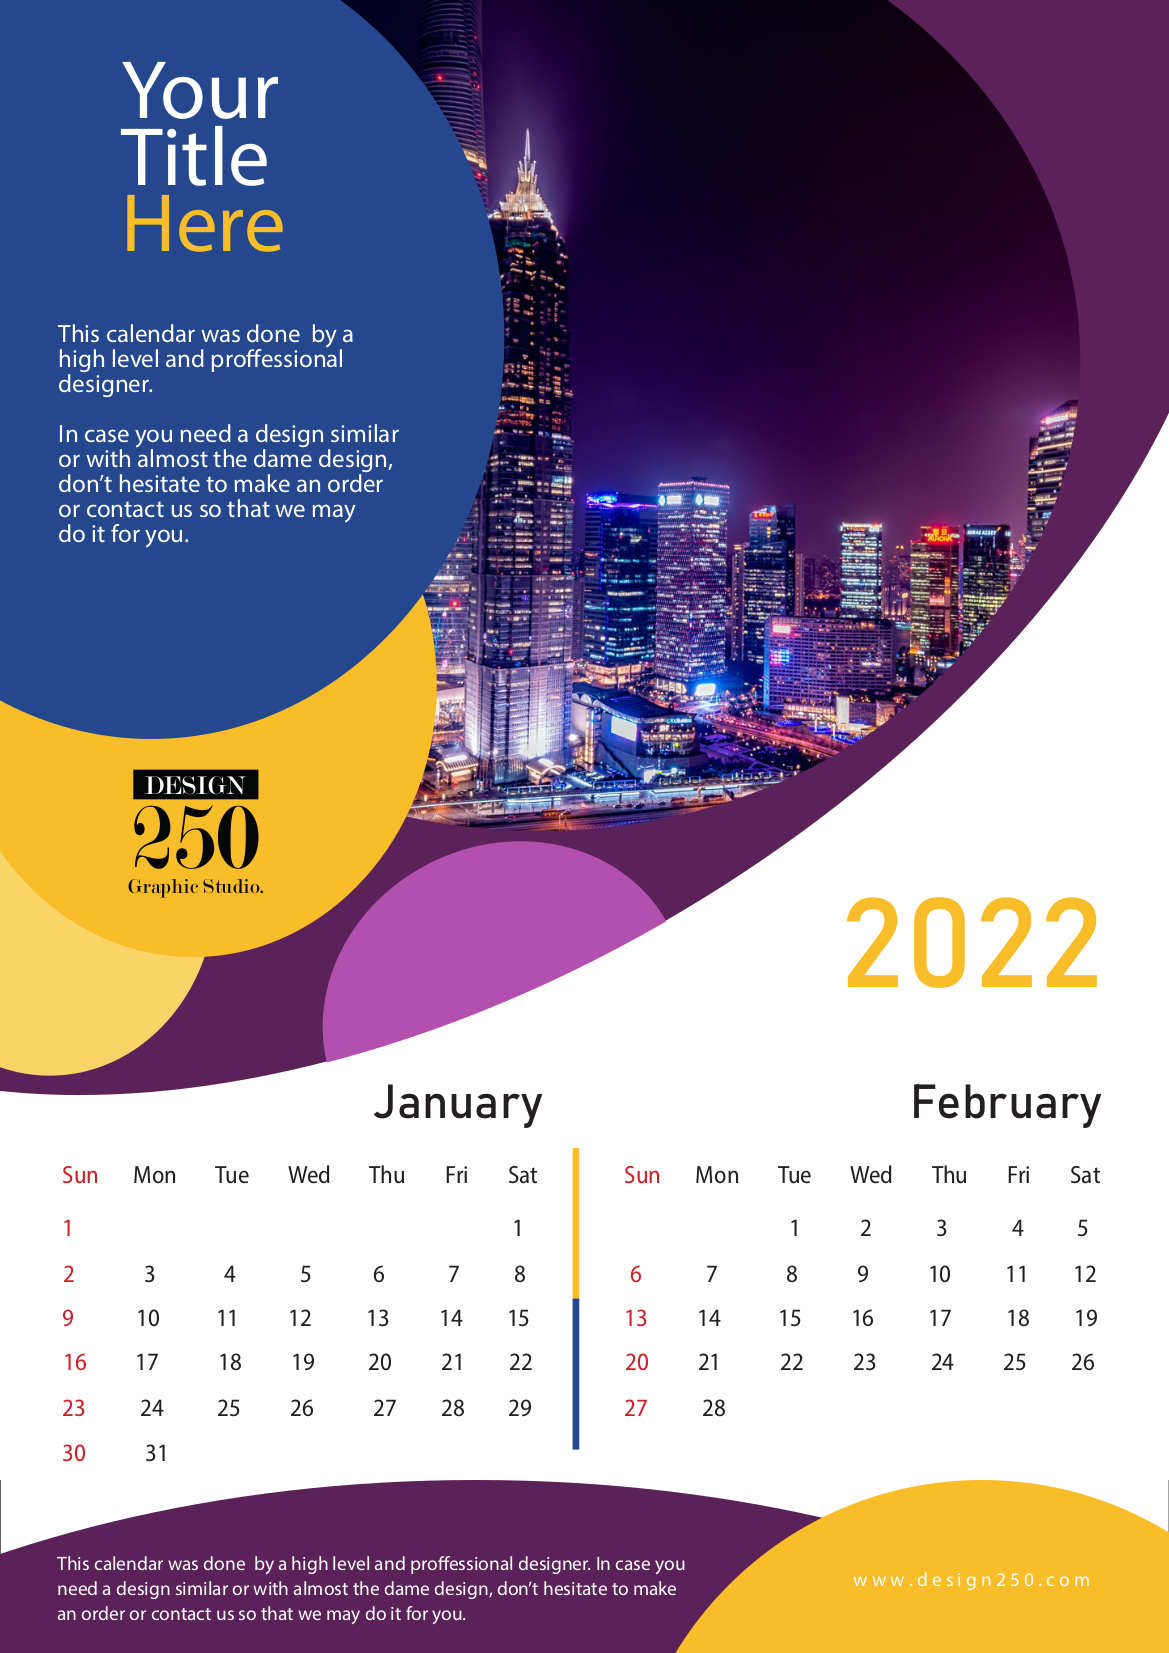 Your
Title
Here
This calendar was done  by a
high level and proffessional
designer.
In case you need a design similar
or with almost the dame design,
don’t hesitate to make an order
or contact us so that we may
do it for you.
DESIGN
250
Graphic Studio.
2022
January
Sun Mon Tue Wed Thu Fri Sat
1 1
2 3 4 5 6 7 8
9 10 11 12 13 14 15
16 17 18 19 20 21 22
23 24 25 26 27 28 29
30 31
February
Sun Mon Tue Wed Thu Fri Sat
1 2 3 4 5
6 7 8 9 10 11 12
13 14 15 16 17 18 19
20 21 22 23 24 25 26
27 28
This calendar was done  by a high level and proffessional designer. In case you
need a design similar or with almost the dame design, don’t hesitate to make
an order or contact us so that we may do it for you.
www.design250.com